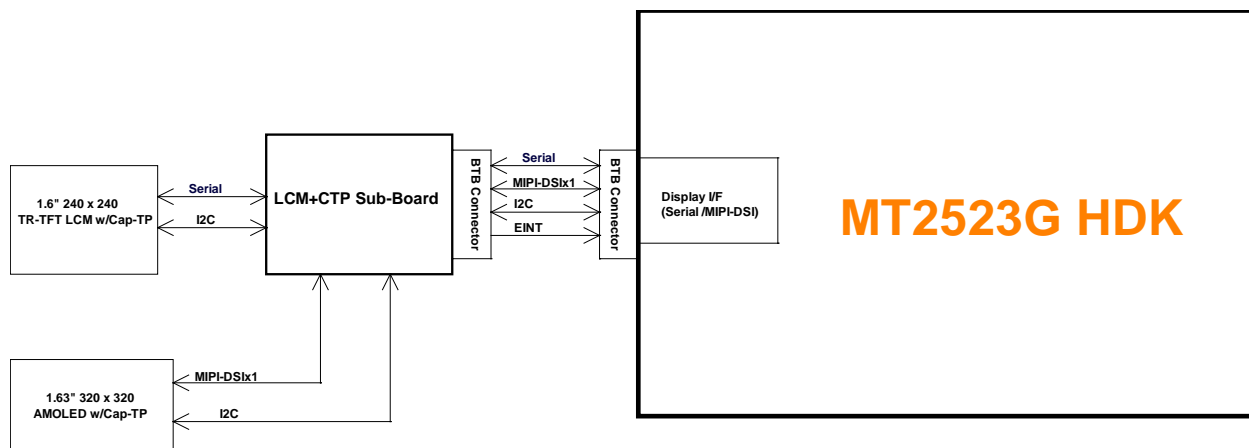 1.6" 240 x 240
TR-TFT LCM w/Cap-TP
Serial
I2C
LCM+CTP Sub-Board
BTB Connector
Serial
MIPI-DSIx1
I2C
EINT
BTB Connector
Display I/F
(Serial /MIPI-DSI)
MT2523G HDK
1.63" 320 x 320
AMOLED w/Cap-TP
MIPI-DSIx1
I2C